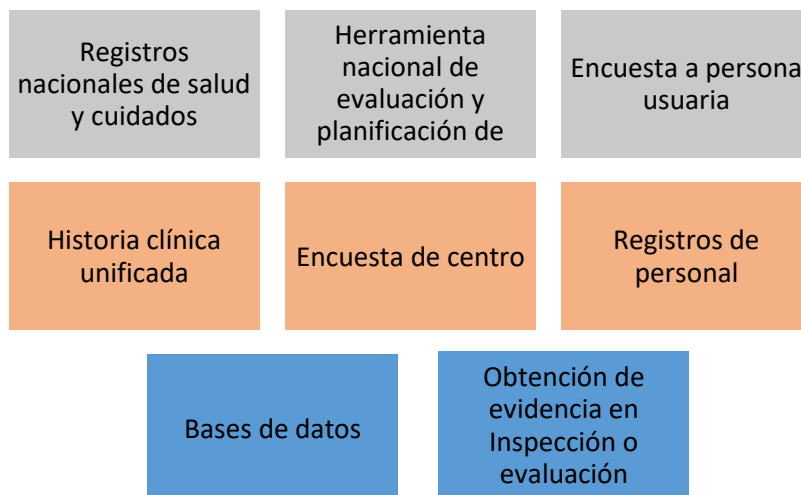 Registros
nacionales de salud
y cuidados
Herramienta
nacional de
evaluación y
planificación de
Encuesta a persona
usuaria
Historia clínica
unificada
Encuesta de centro
Registros de
personal
Bases de datos
Obtención de
evidencia en
Inspección o
evaluación